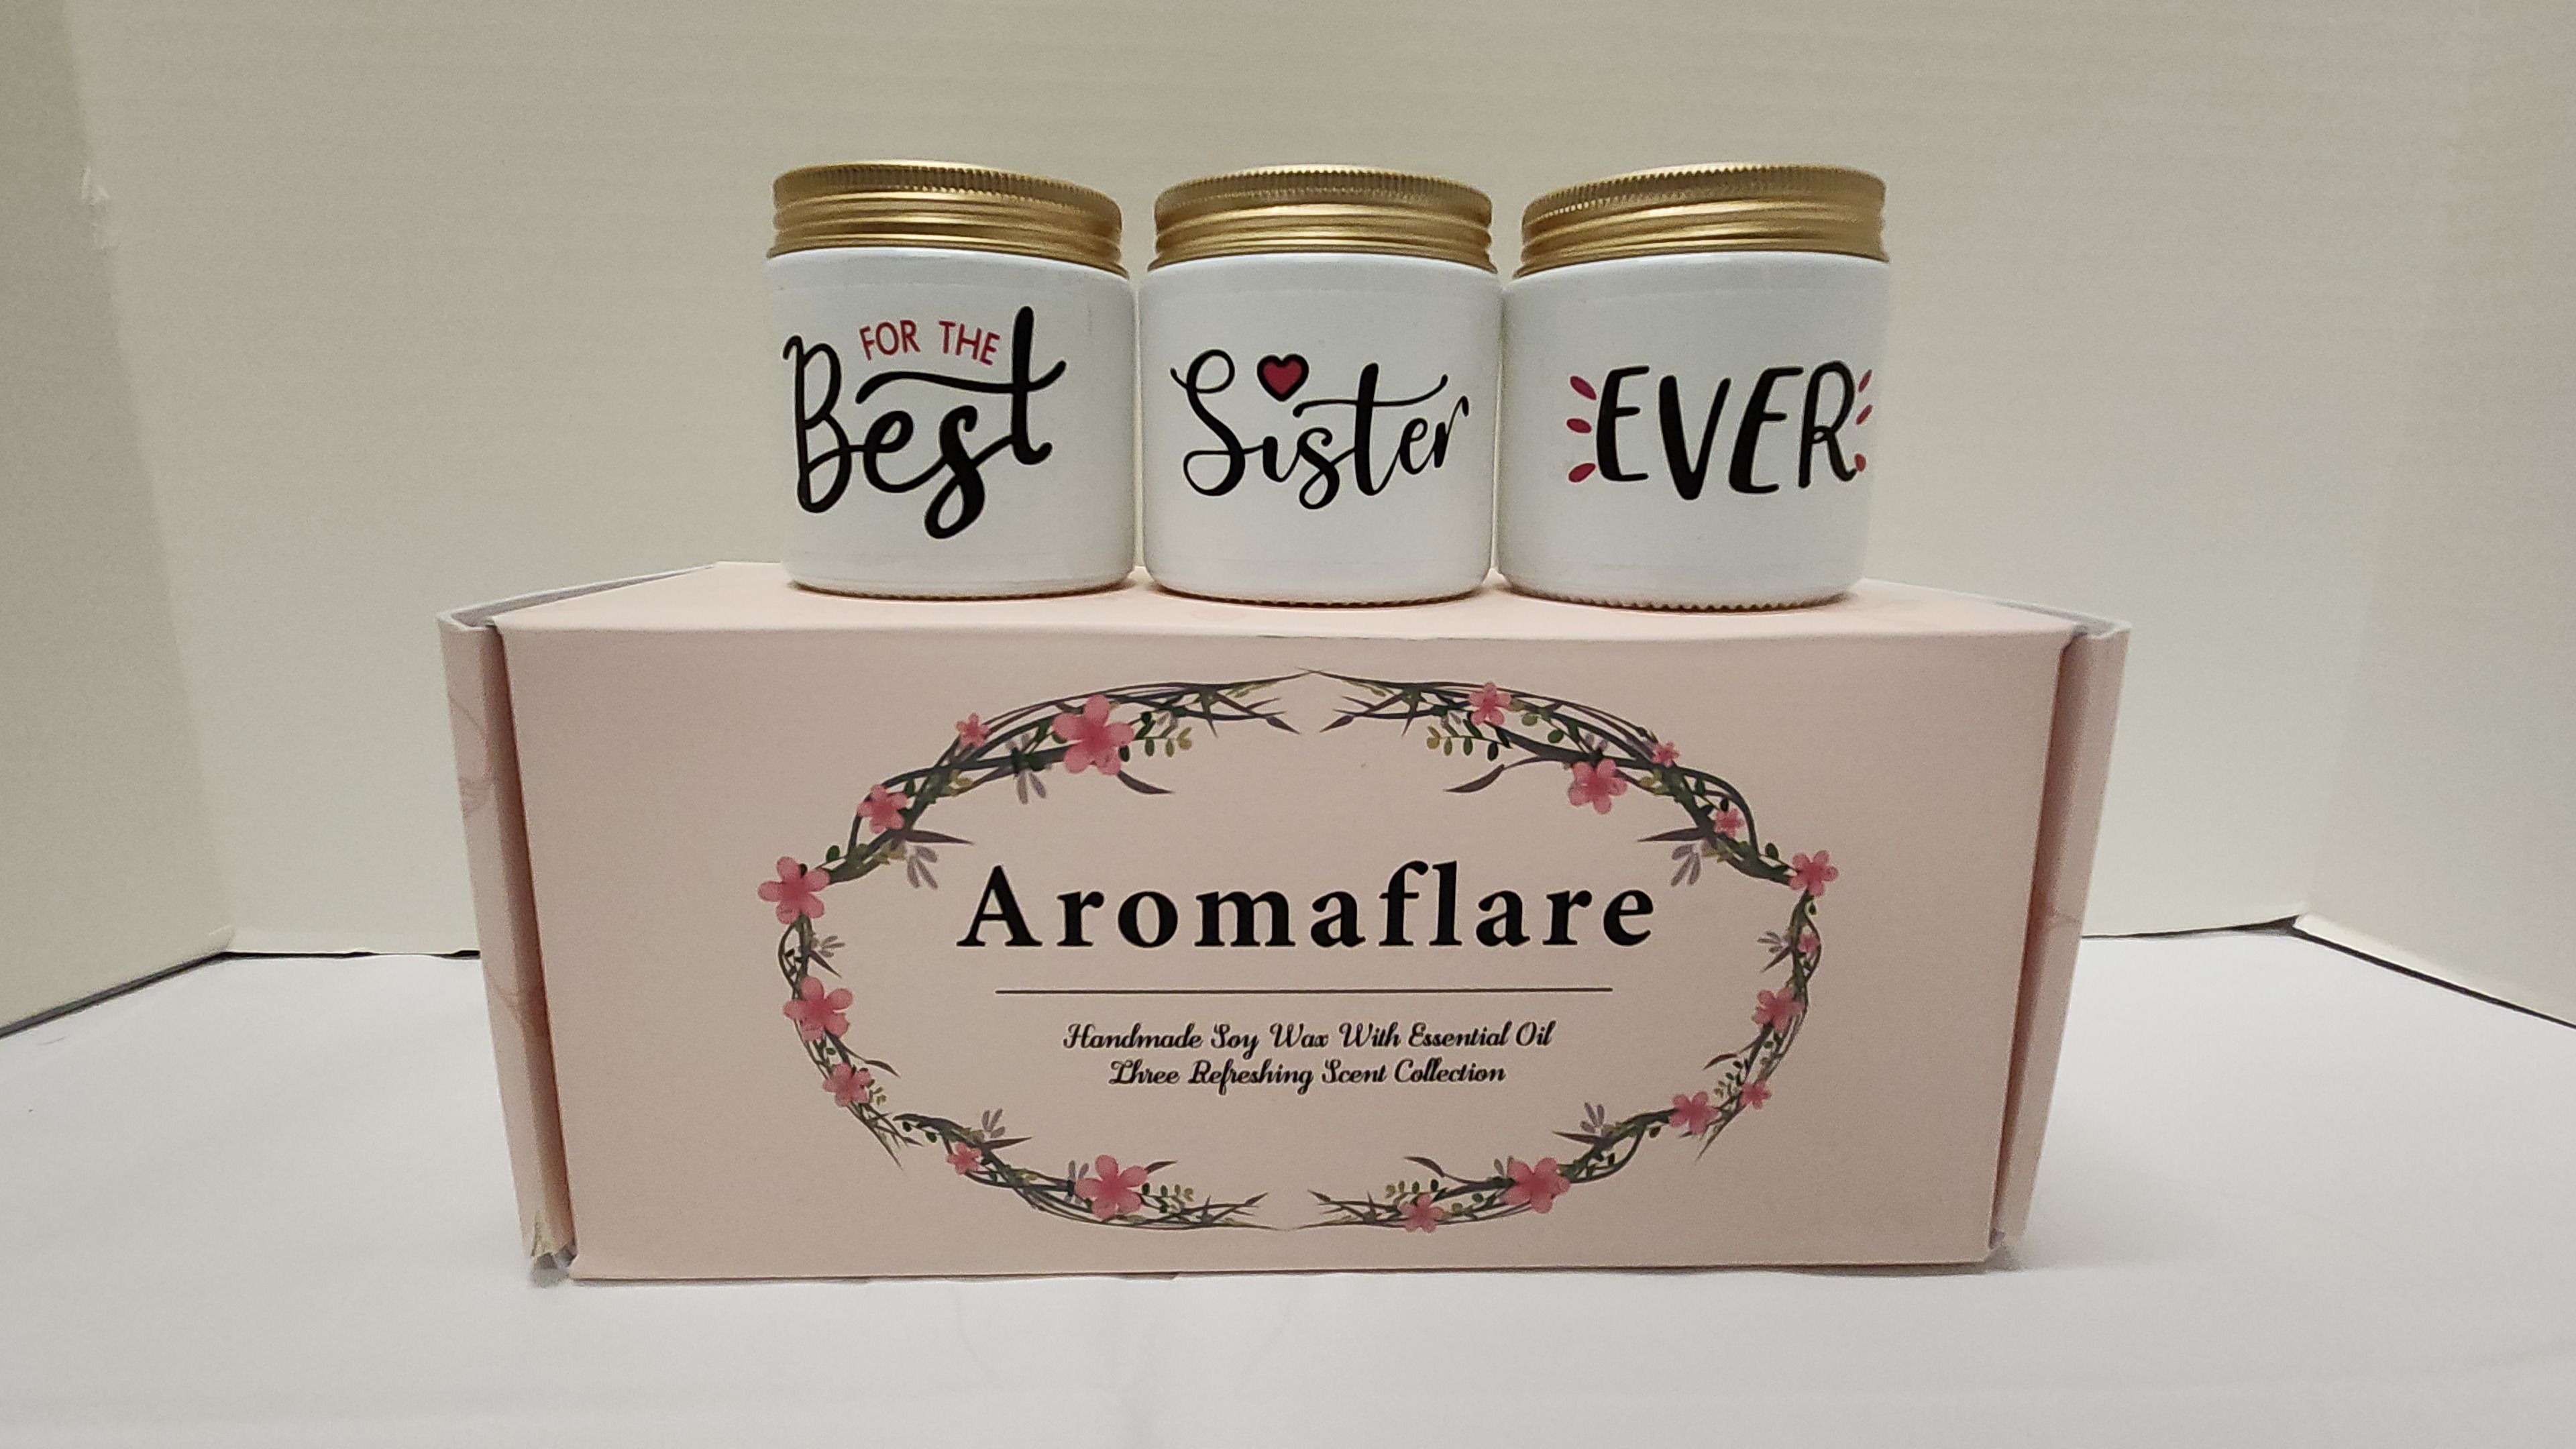 FOR THE
Best
Sister
EVER
Aromaflare
Handmade Soy Wax With Essential Oil
Three Refreshing Scent Collection